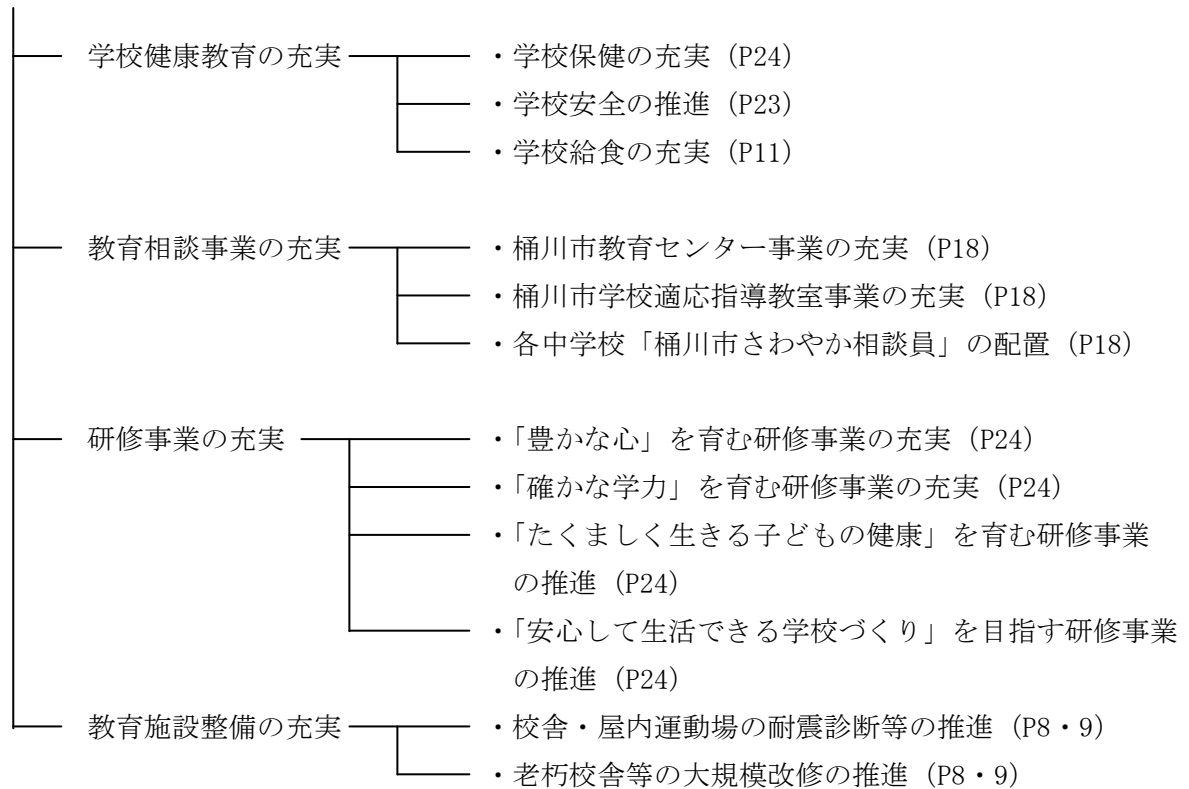 学校健康教育の充実 ・学校保健の充実（P24）
・学校安全の推進（P23）
・学校給食の充実（P11）
教育相談事業の充実 ・桶川市教育センター事業の充実（P18）
・桶川市学校適応指導教室事業の充実（P18）
・各中学校「桶川市さわやか相談員」の配置（P18）
研修事業の充実 ・「豊かな心」を育む研修事業の充実（P24）
・「確かな学力」を育む研修事業の充実（P24）
・「たくましく生きる子どもの健康」を育む研修事業
の推進（P24）
・「安心して生活できる学校づくり」を目指す研修事業
の推進（P24）
教育施設整備の充実 ・校舎・屋内運動場の耐震診断等の推進（P8・9）
・老朽校舎等の大規模改修の推進（P8・9）